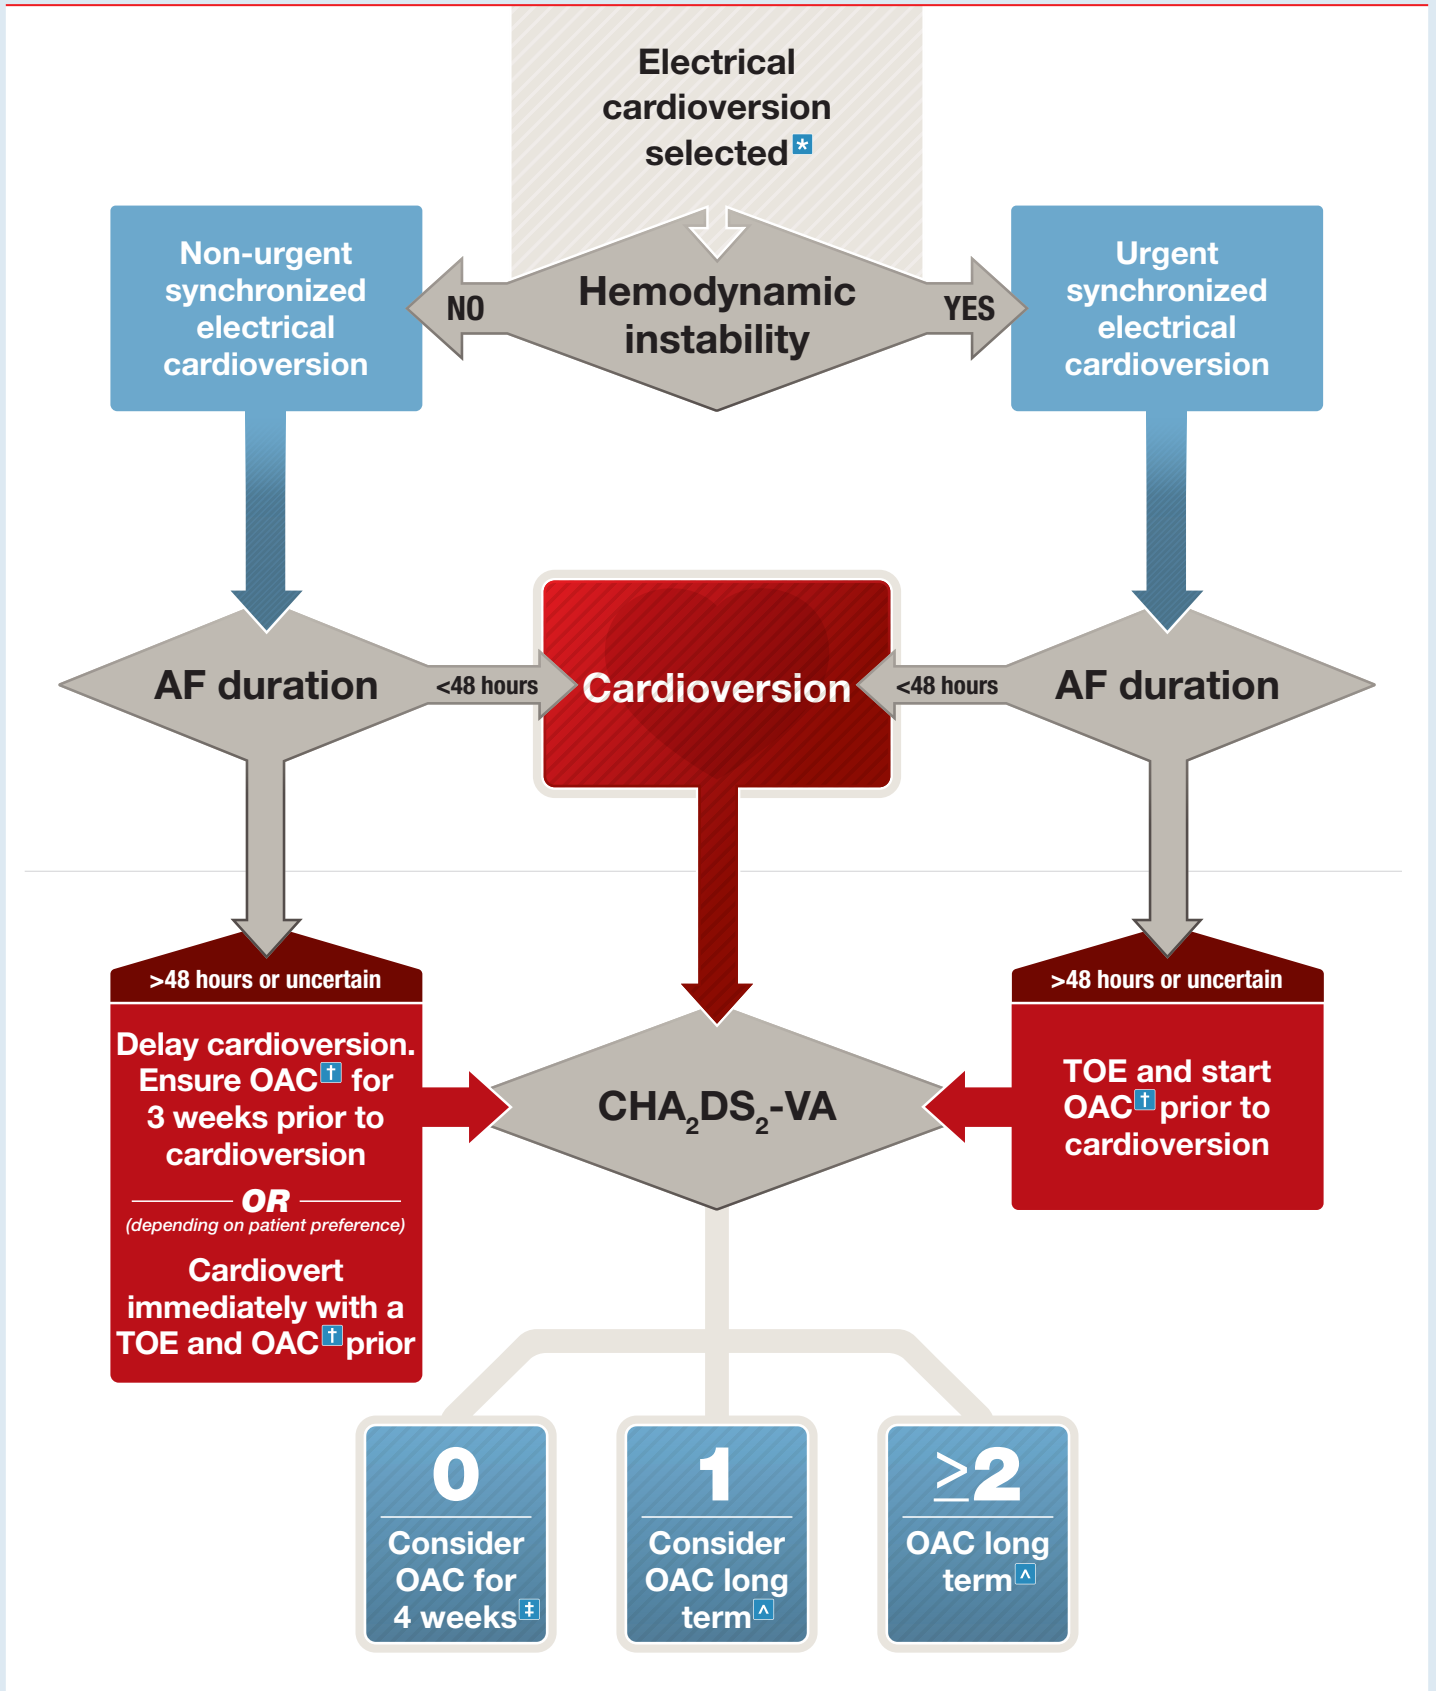 Electrical
cardioversion
selected*
Non-urgent
synchronized
electrical
cardioversion
NO
Hemodynamic
instability
YES
Urgent
synchronized
electrical
cardioversion
AF duration
<48 hours
Cardioversion
<48 hours
AF duration
>48 hours or uncertain
Delay cardioversion.
Ensure OAC† for
3 weeks prior to
cardioversion
OR
(depending on patient preference)
Cardiovert
immediately with a
TOE and OAC† prior
CHA₂DS₂-VA
>48 hours or uncertain
TOE and start
OAC† prior to
cardioversion
0
Consider
OAC for
4 weeks‡
1
Consider
OAC long
term^
≥2
OAC long
term^